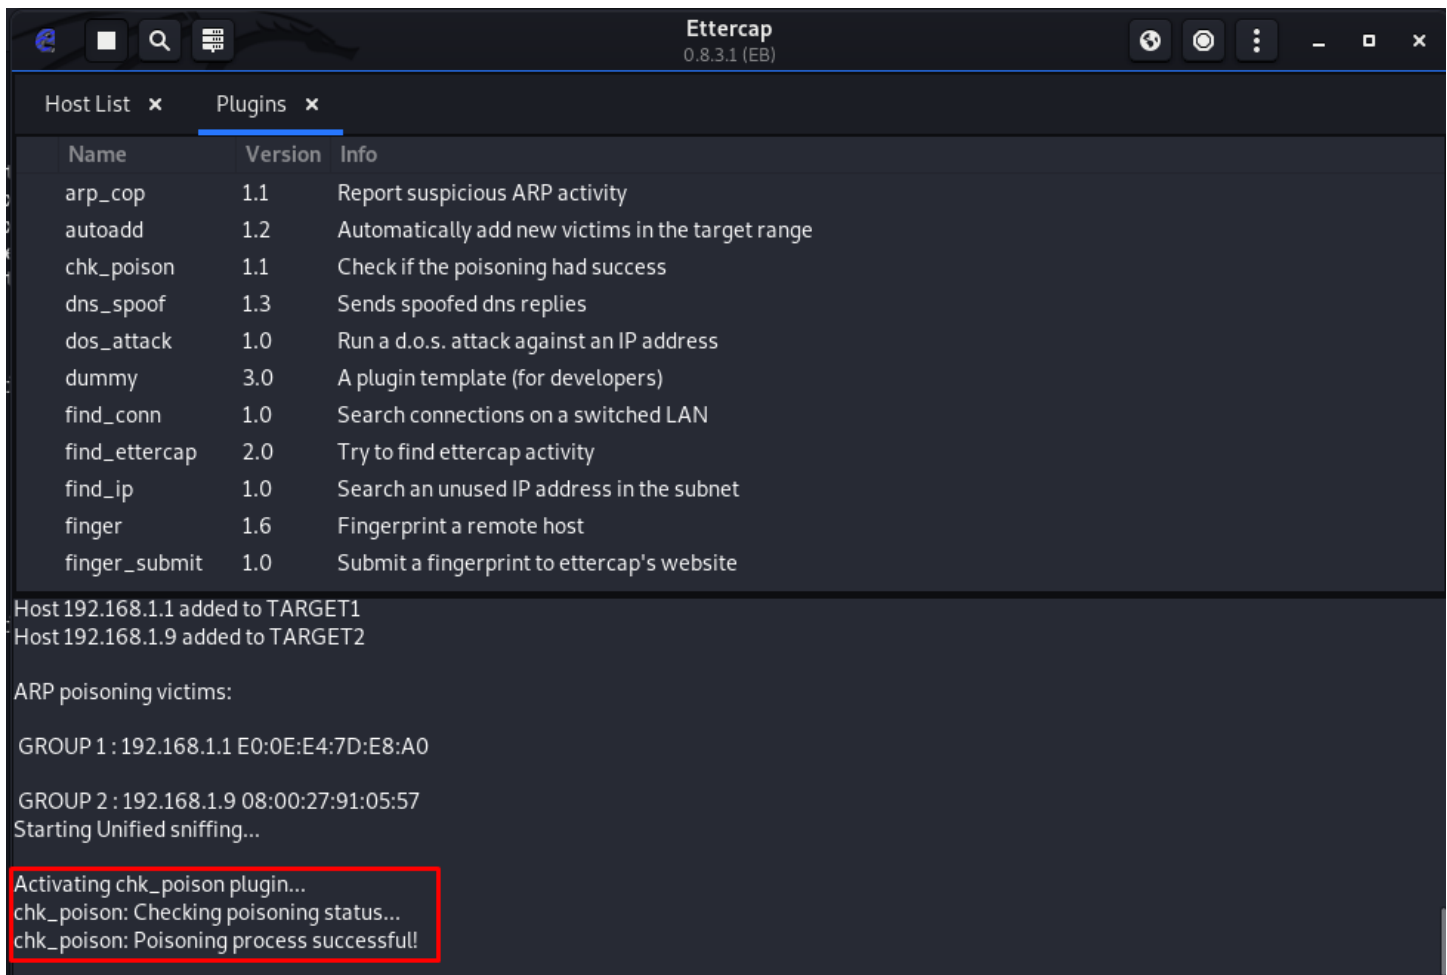 Ettercap
0.8.3.1 (EB)
Host List × Plugins ×
Name Version Info
arp_cop 1.1 Report suspicious ARP activity
autoadd 1.2 Automatically add new victims in the target range
chk_poison 1.1 Check if the poisoning had success
dns_spoof 1.3 Sends spoofed dns replies
dos_attack 1.0 Run a d.o.s. attack against an IP address
dummy 3.0 A plugin template (for developers)
find_conn 1.0 Search connections on a switched LAN
find_ettercap 2.0 Try to find ettercap activity
find_ip 1.0 Search an unused IP address in the subnet
finger 1.6 Fingerprint a remote host
finger_submit 1.0 Submit a fingerprint to ettercap's website
Host 192.168.1.1 added to TARGET1
Host 192.168.1.9 added to TARGET2
ARP poisoning victims:
GROUP 1 : 192.168.1.1 E0:0E:E4:7D:E8:A0
GROUP 2 : 192.168.1.9 08:00:27:91:05:57
Starting Unified sniffing...
Activating chk_poison plugin...
chk_poison: Checking poisoning status...
chk_poison: Poisoning process successful!